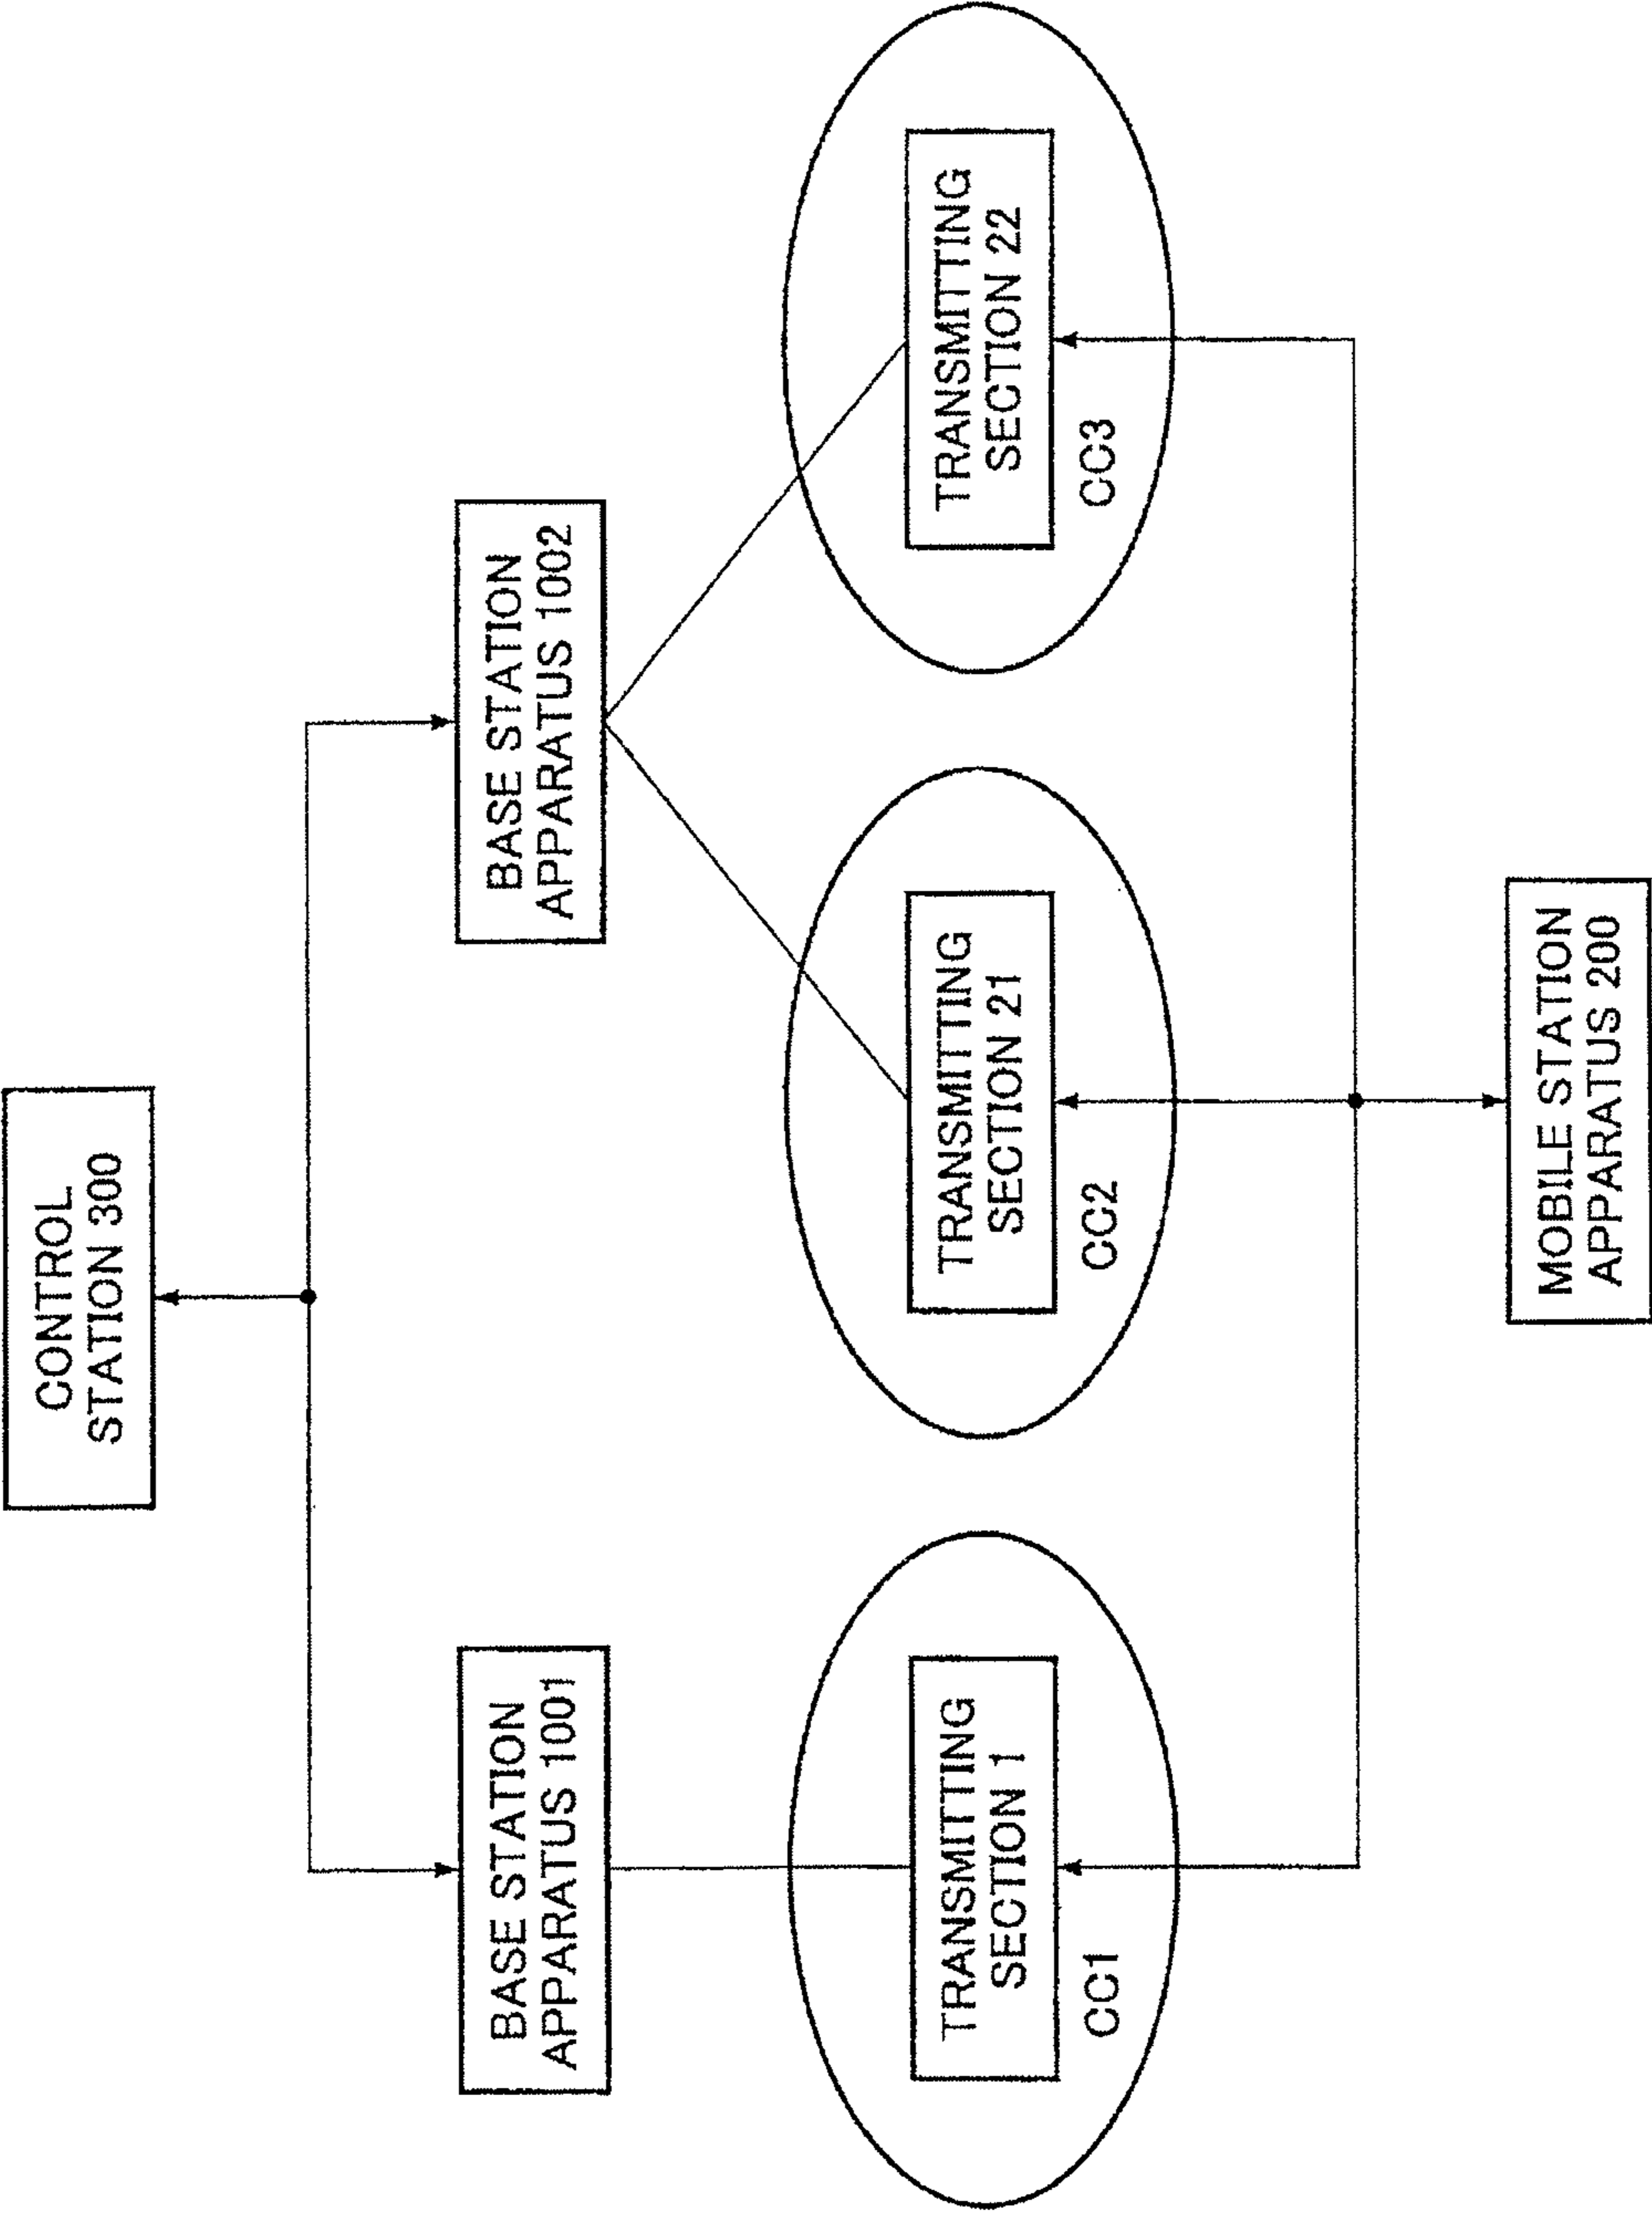 CONTROL
STATION 300
BASE STATION
APPARATUS 1001
BASE STATION
APPARATUS 1002
TRANSMITTING
SECTION 1
CC1
TRANSMITTING
SECTION 21
CC2
TRANSMITTING
SECTION 22
CC3
MOBILE STATION
APPARATUS 200